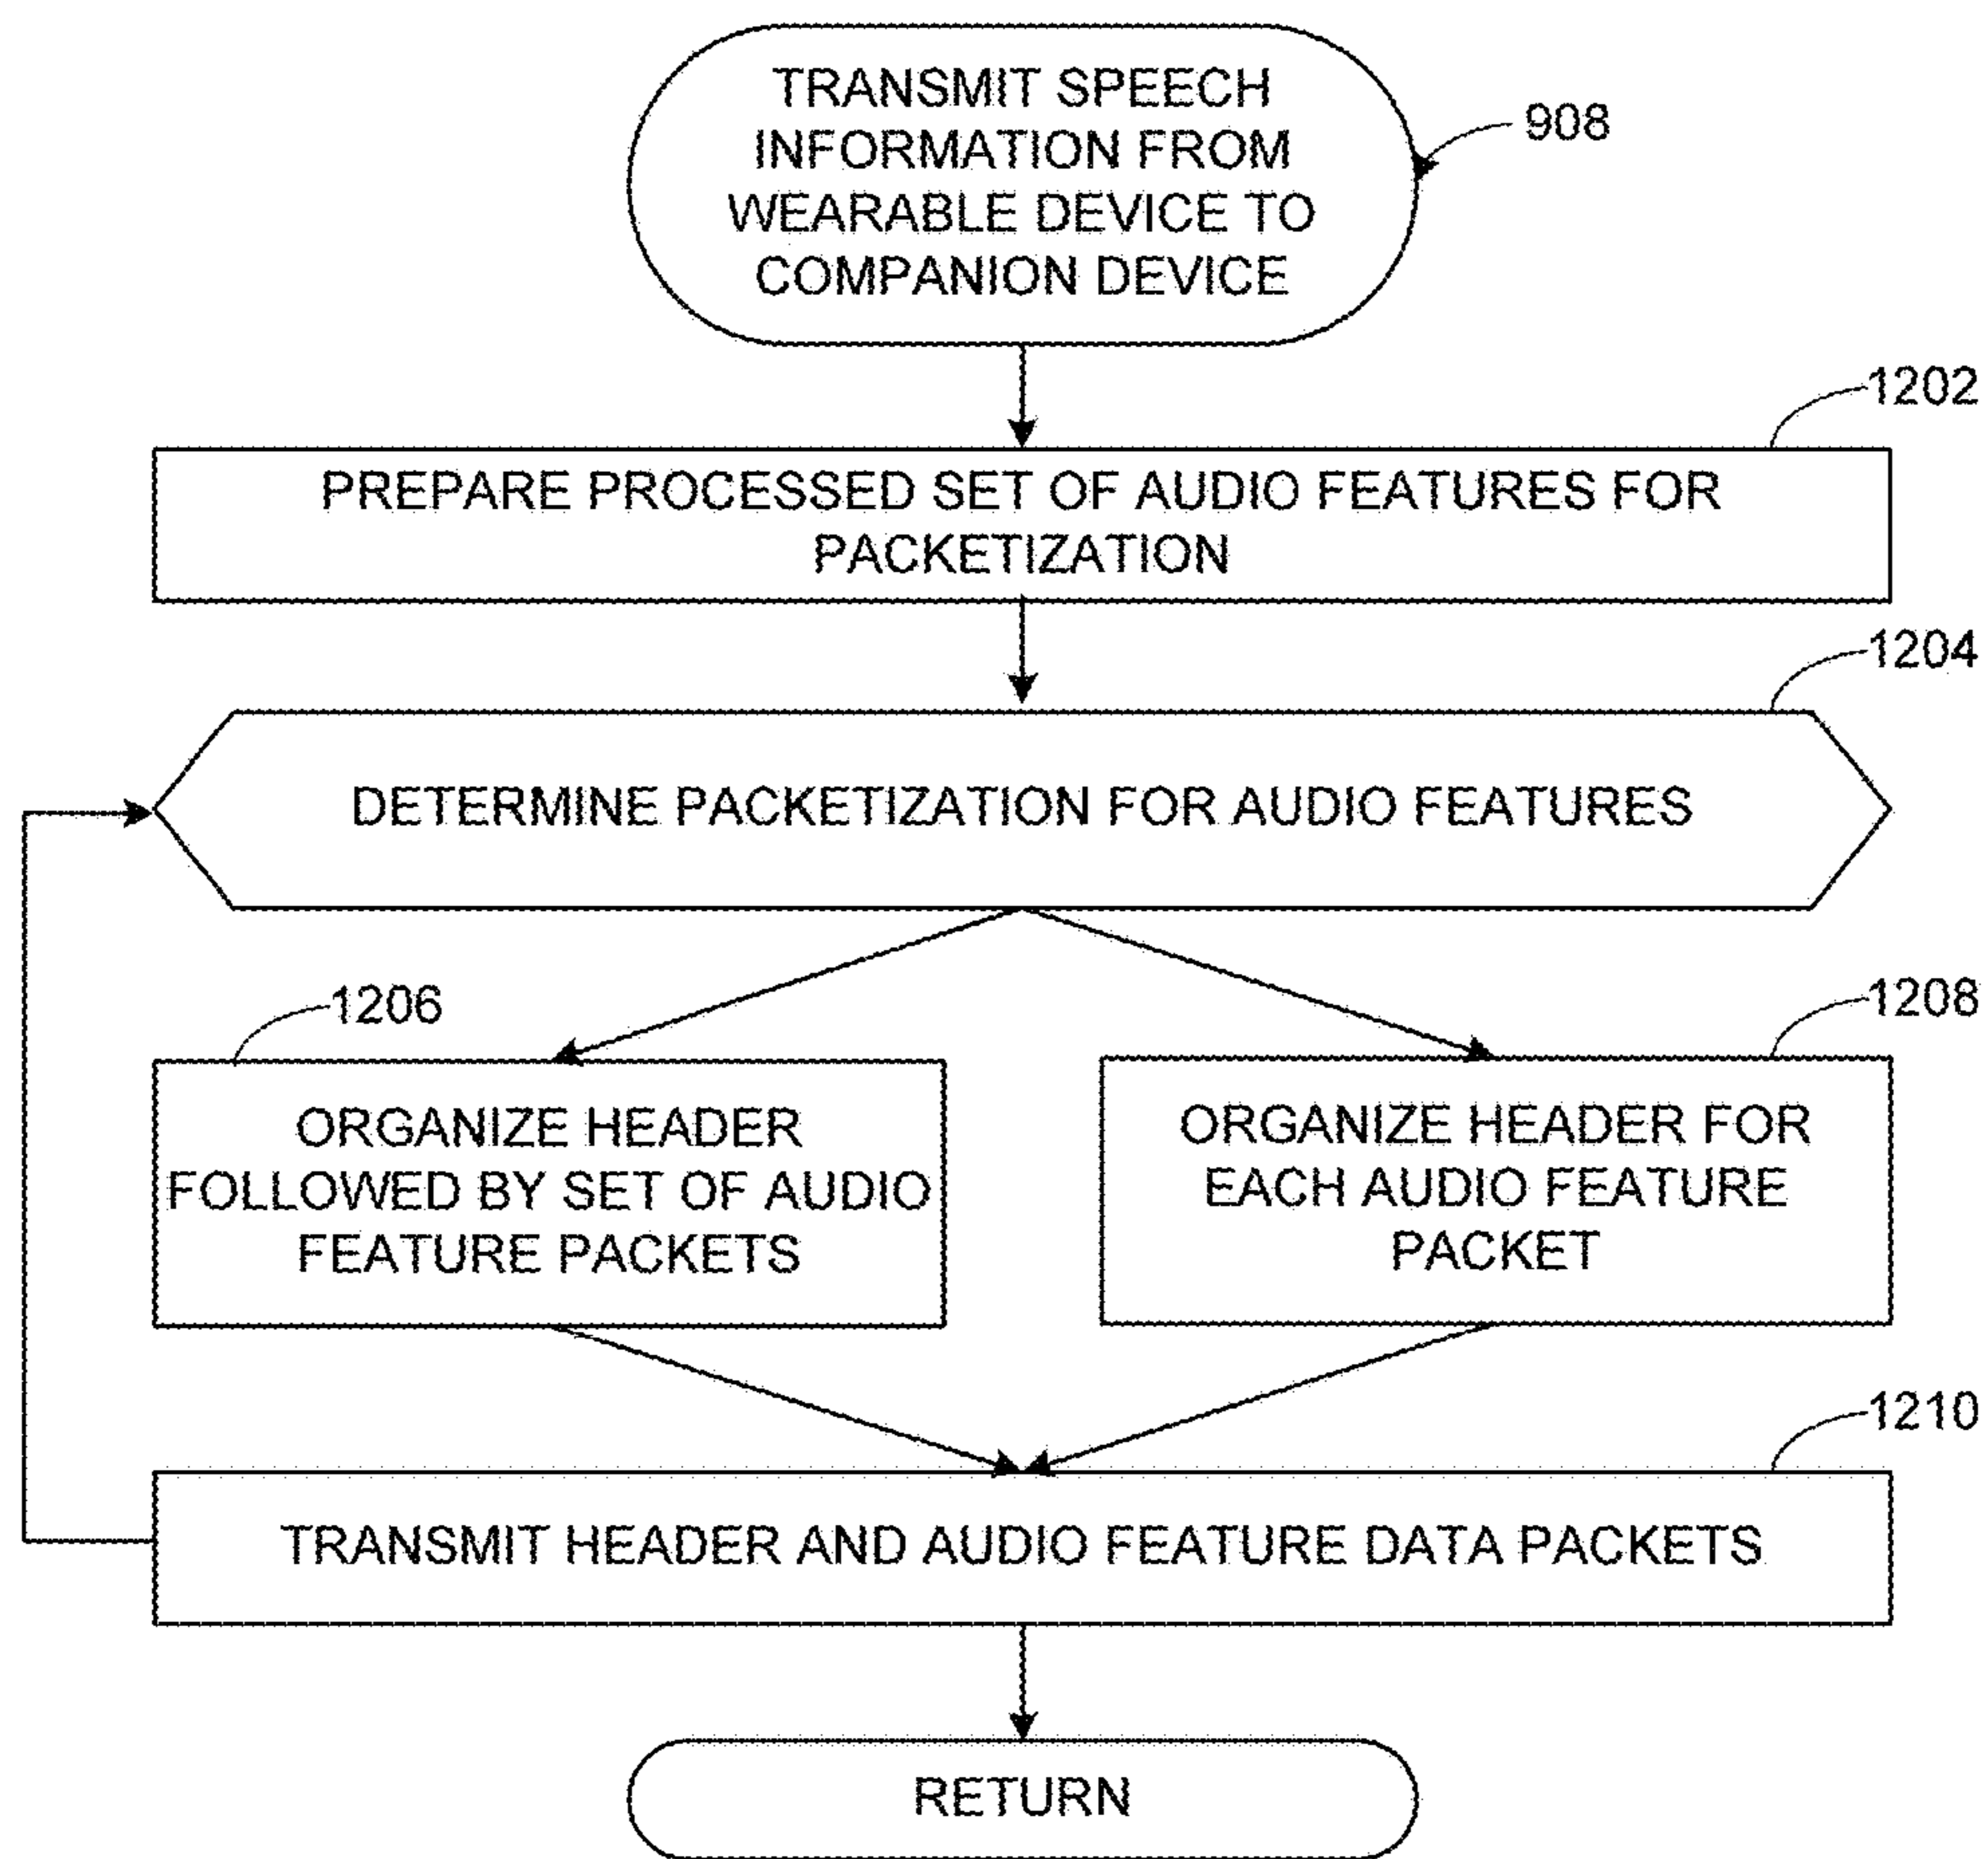 TRANSMIT SPEECH
INFORMATION FROM
WEARABLE DEVICE TO
COMPANION DEVICE
908
1202
PREPARE PROCESSED SET OF AUDIO FEATURES FOR
PACKETIZATION
1204
DETERMINE PACKETIZATION FOR AUDIO FEATURES
1206
ORGANIZE HEADER
FOLLOWED BY SET OF AUDIO
FEATURE PACKETS
1208
ORGANIZE HEADER FOR
EACH AUDIO FEATURE
PACKET
1210
TRANSMIT HEADER AND AUDIO FEATURE DATA PACKETS
RETURN